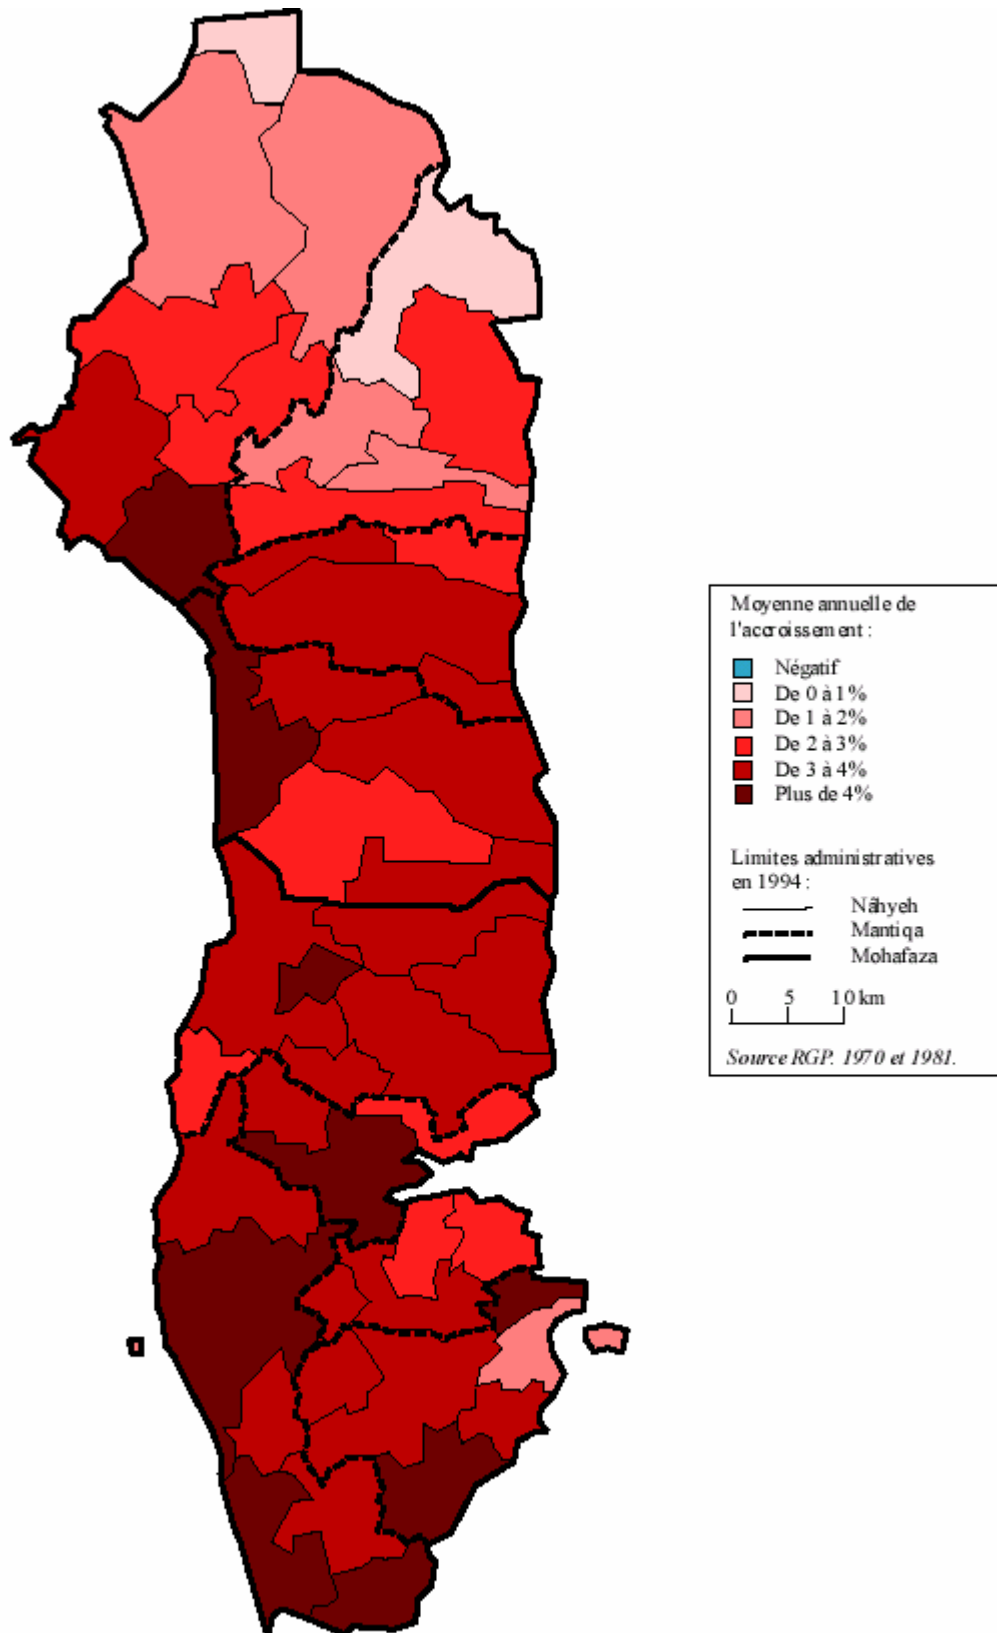 Moyenne annuelle de
l'accroissement :
Négatif
De 0 à 1%
De 1 à 2%
De 2 à 3%
De 3 à 4%
Plus de 4%
Limites administratives
en 1994 :
Nâhyeh
Mantiqa
Mohafaza
0 5 10 km
Source RGP. 1970 et 1981.